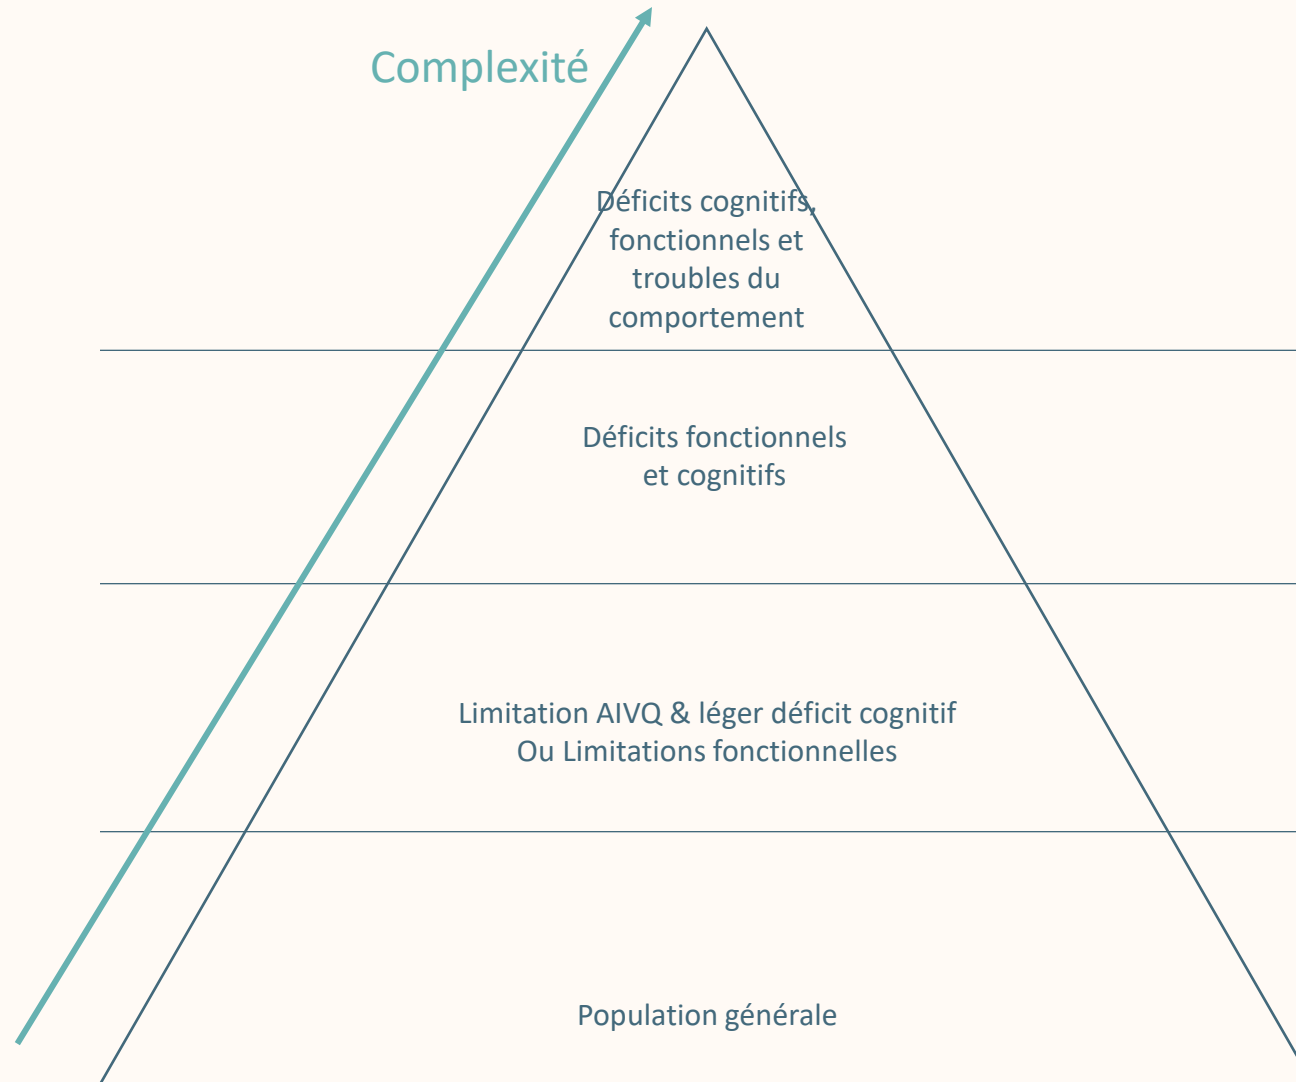 Complexité
Déficits cognitifs,
fonctionnels et
troubles du
comportement
Déficits fonctionnels
et cognitifs
Limitation AIVQ & léger déficit cognitif
Ou Limitations fonctionnelles
Population générale